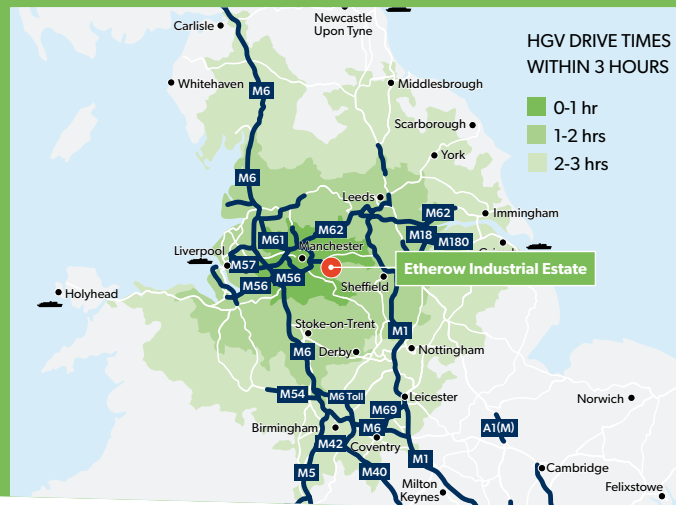 Carlisle
Newcastle
Upon Tyne
HGV DRIVE TIMES
WITHIN 3 HOURS
0-1 hr
1-2 hrs
2-3 hrs
Whitehaven
M6
Middlesbrough
Scarborough
York
M6
Leeds
M62
Immingham
M61
M62
M18
M180
Liverpool
Manchester
M57
M56
M56
Sheffield
Etherow Industrial Estate
Holyhead
Stoke-on-Trent
M1
M6
Derby
Nottingham
M54
M6 Toll
Leicester
Norwich
M69
Birmingham
M6
A1(M)
M42
Coventry
M5
M40
M1
Cambridge
Milton
Keynes
Felixstowe